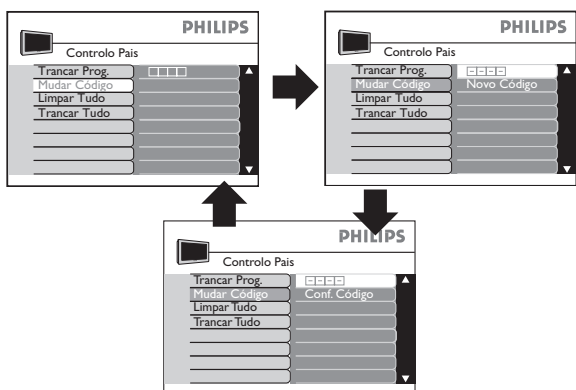 PHILIPS
Controlo Pais
Trancar Prog.
Mudar Código
Limpar Tudo
Trancar Tudo
PHILIPS
Controlo Pais
Trancar Prog. - - - -
Mudar Código Novo Código
Limpar Tudo
Trancar Tudo
PHILIPS
Controlo Pais
Trancar Prog. - - - -
Mudar Código Conf. Código
Limpar Tudo
Trancar Tudo